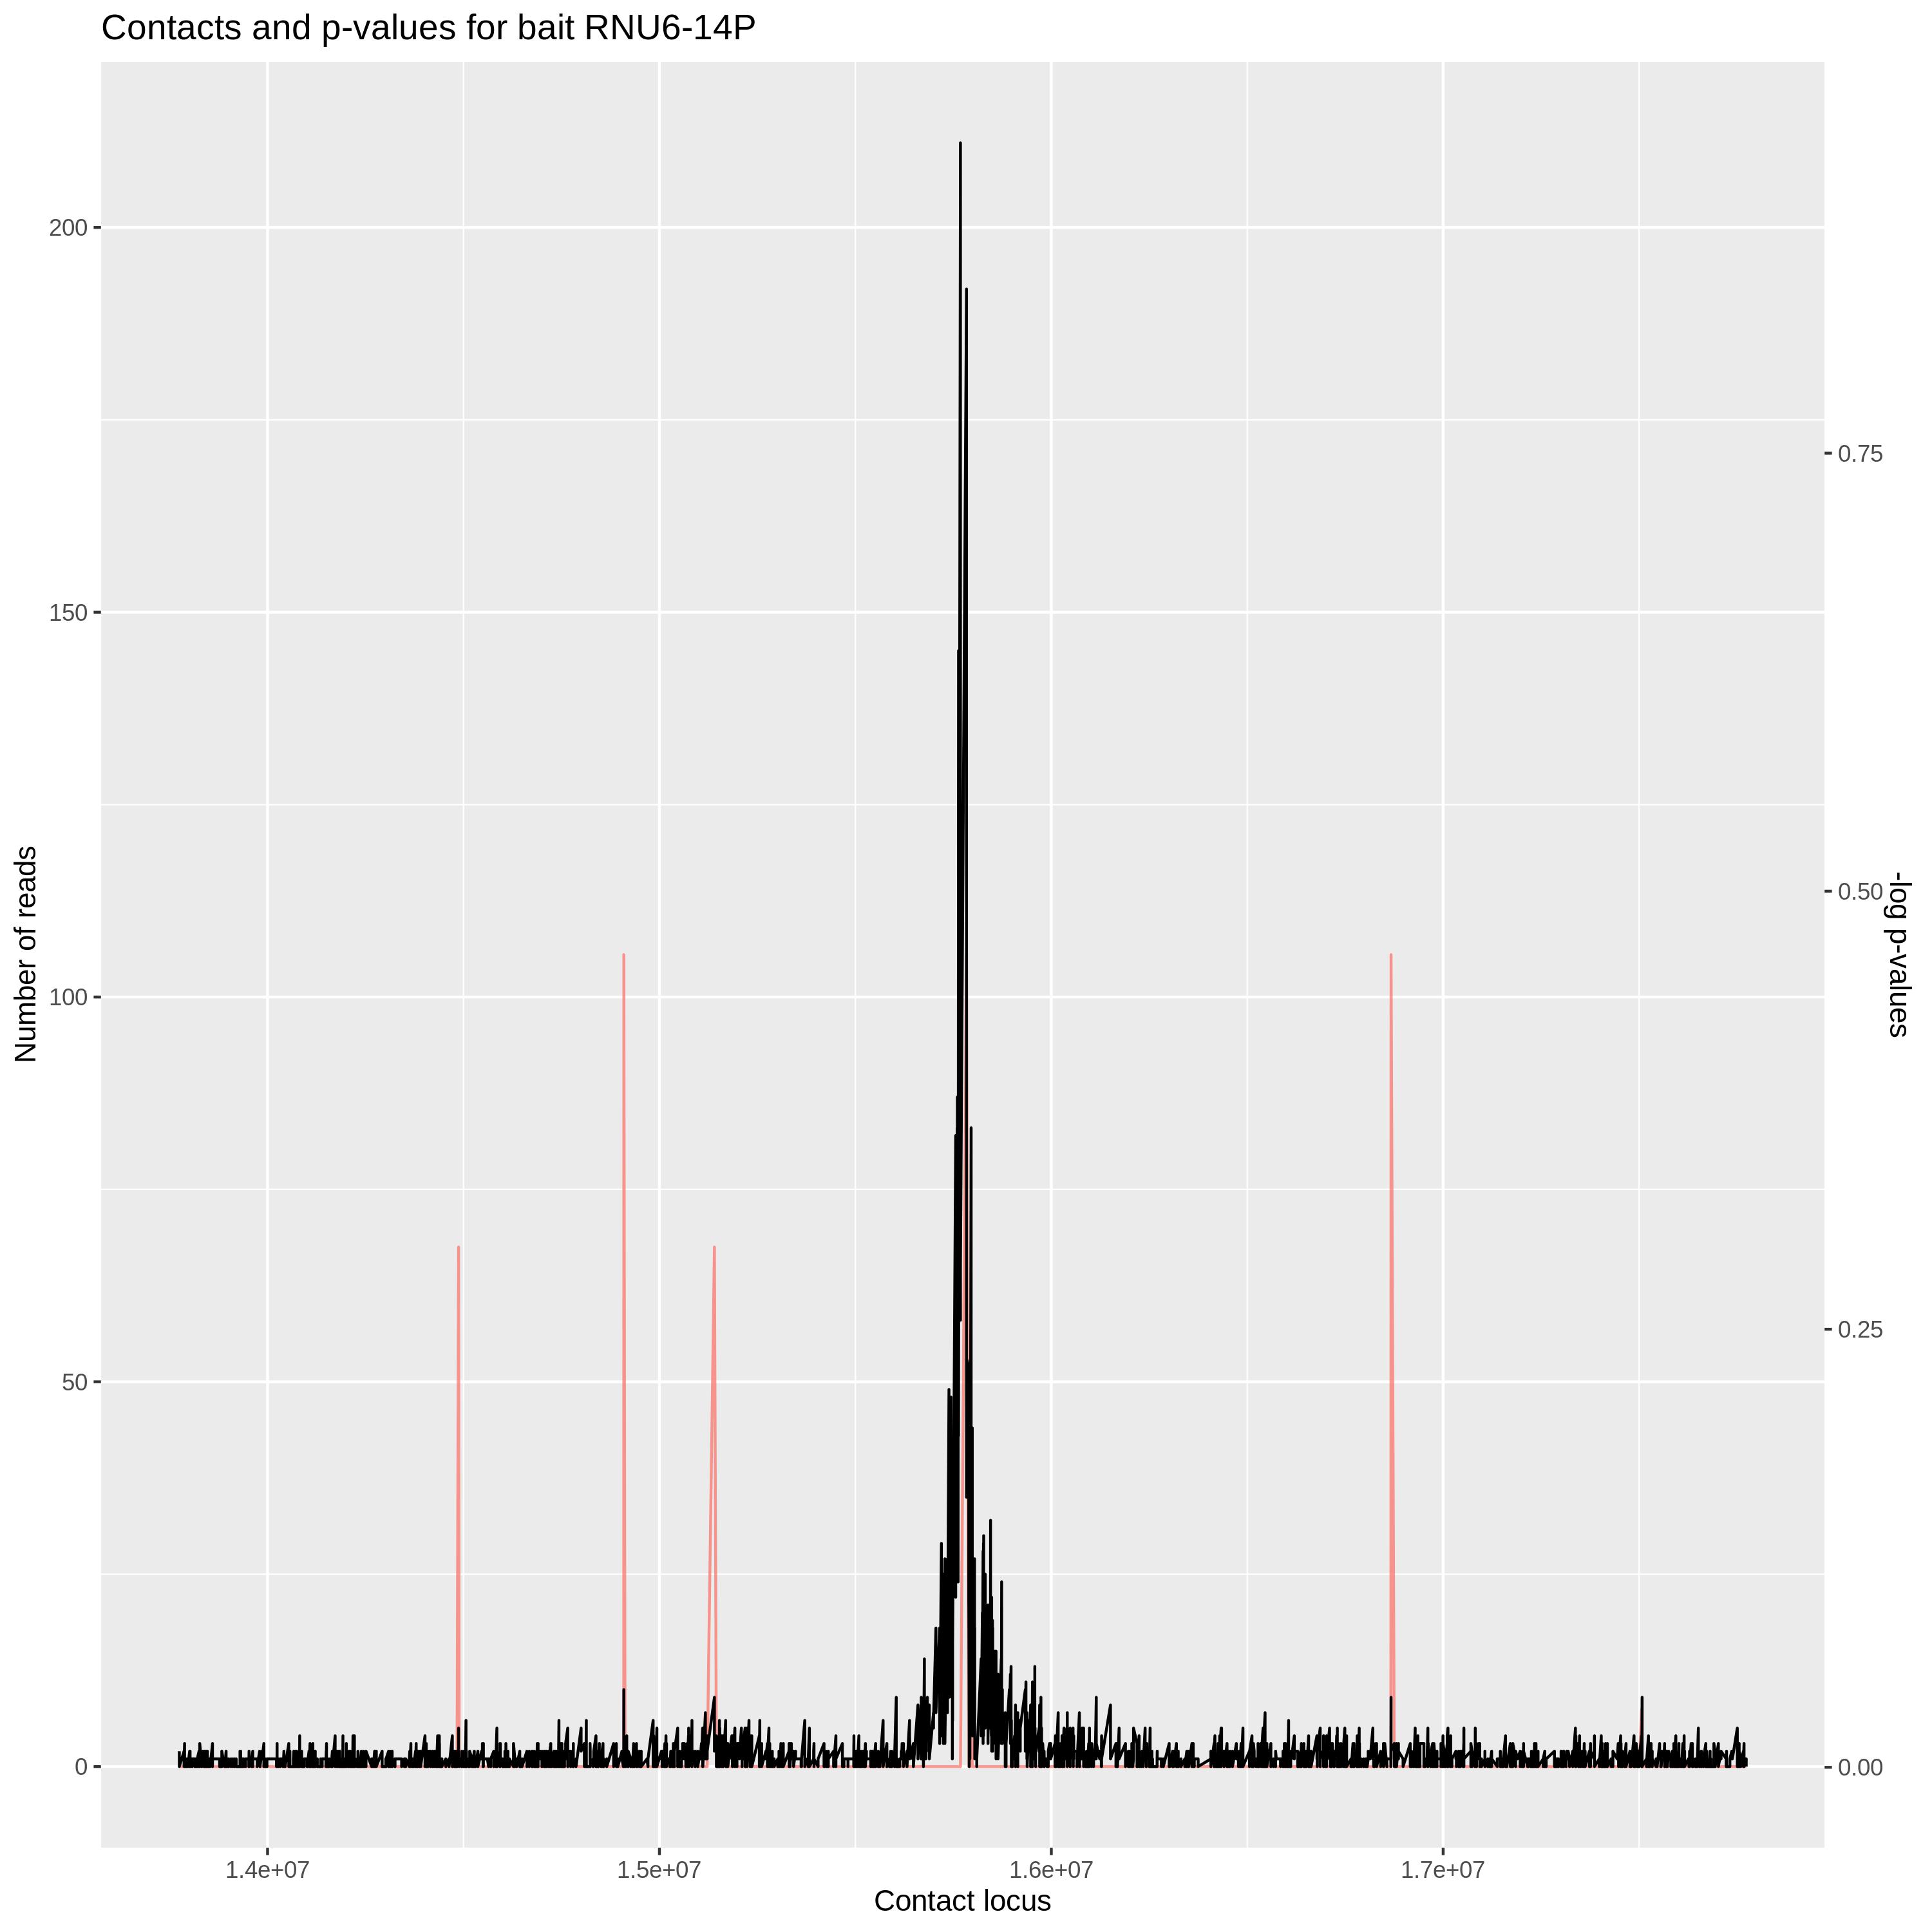 Contacts and p-values for bait RNU6-14P
200
150
100
50
0
Number of reads
0.75
0.50
0.25
0.00
-log p-values
1.4e+07
1.5e+07
1.6e+07
1.7e+07
Contact locus